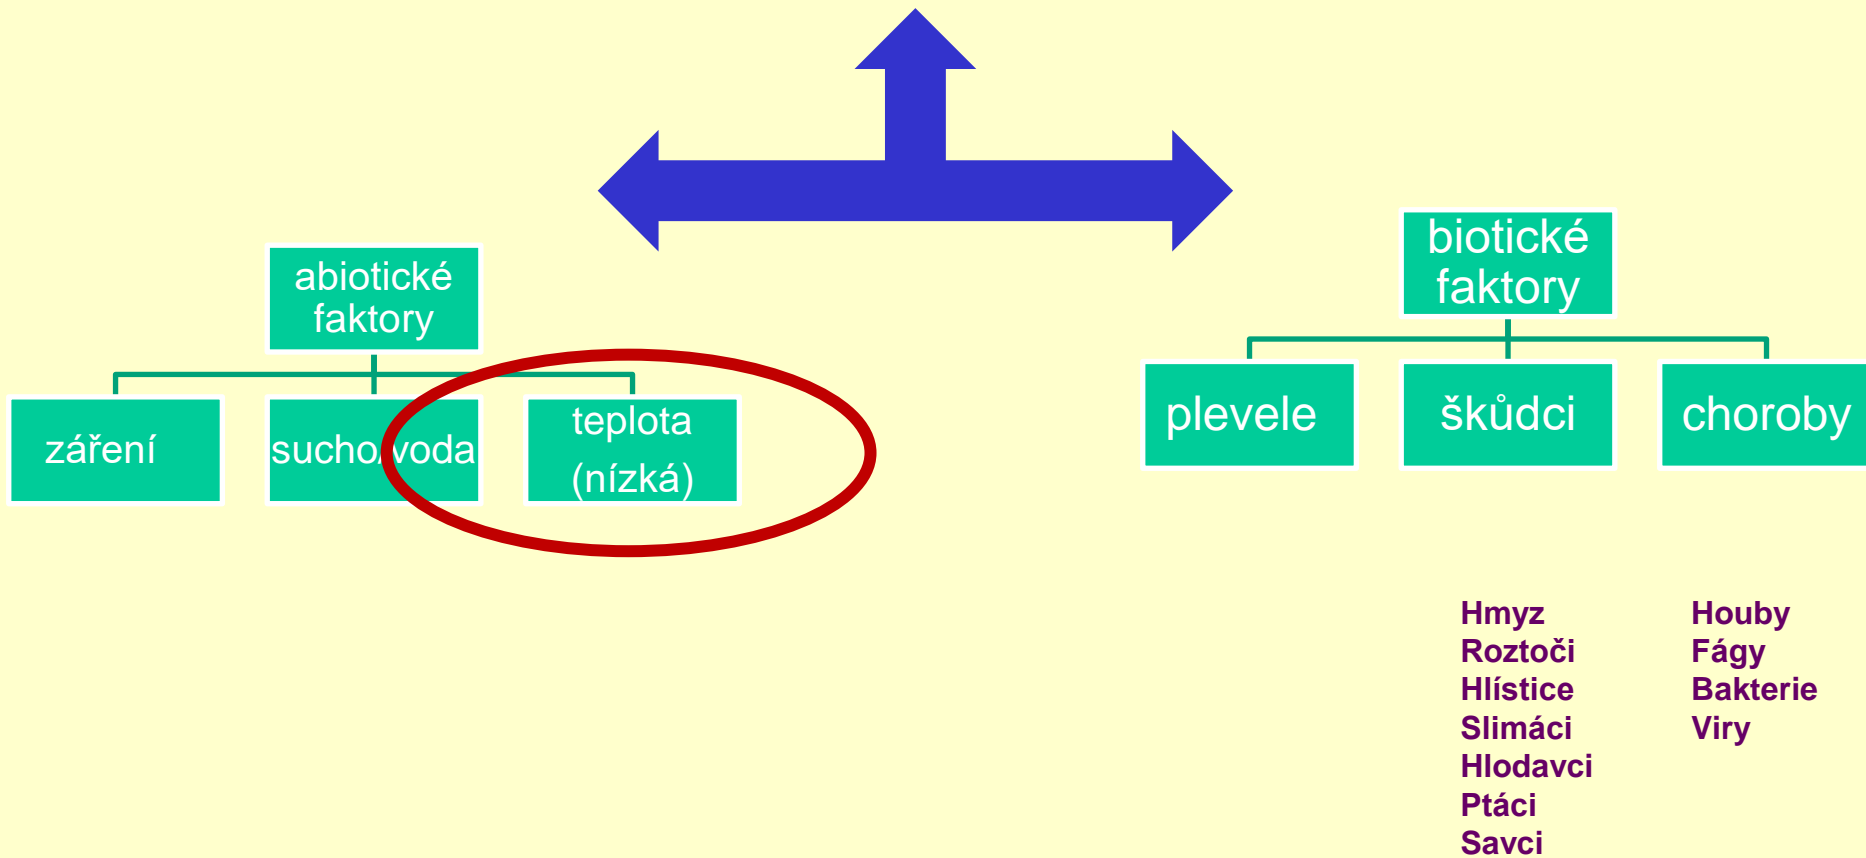 abiotické
faktory
záření
sucho/voda
teplota
(nízká)
biotické
faktory
plevele
škůdci
choroby
Hmyz
Roztoči
Hlístice
Slimáci
Hlodavci
Ptáci
Savci
Houby
Fágy
Bakterie
Viry